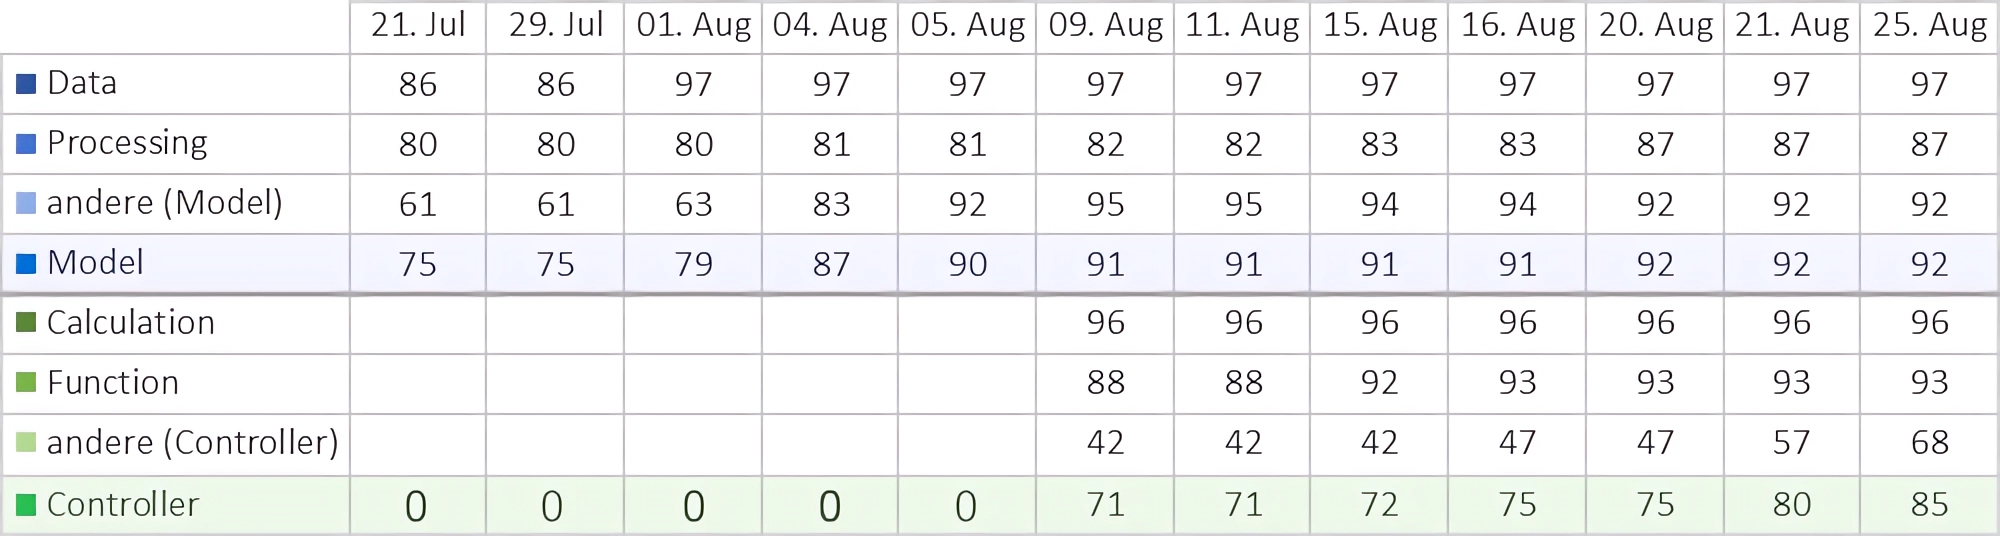 21. Jul 29. Jul 01. Aug 04. Aug 05. Aug 09. Aug 11. Aug 15. Aug 16. Aug 20. Aug 21. Aug 25. Aug
Data 86 86 97 97 97 97 97 97 97 97 97 97
Processing 80 80 80 81 81 82 82 83 83 87 87 87
andere (Model) 61 61 63 83 92 95 95 94 94 92 92 92
Model 75 75 79 87 90 91 91 91 91 92 92 92
Calculation 96 96 96 96 96 96 96
Function 88 88 92 93 93 93 93
andere (Controller) 42 42 42 47 47 57 68
Controller 0 0 0 0 0 71 71 72 75 75 80 85